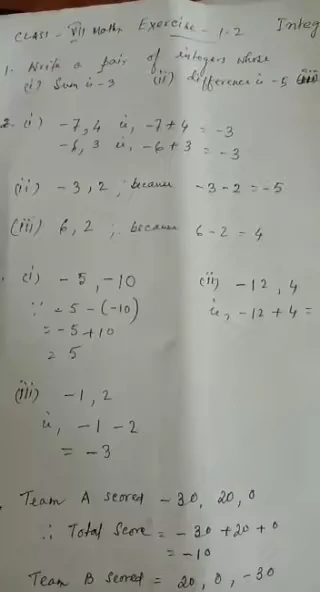 CLASS - VII Maths Exercise - 1.2 Integ
1. Write a pair of integers whose
(i) Sum is -3 (ii) difference is -5
2. (i) -7, 4 is, -7+4 = -3
-6, 3 is, -6+3 = -3
(ii) -3, 2, because -3-2 = -5
(iii) 6, 2 ; because 6-2 = 4
(i) -5, -10 (ii) -12, 4
∵ = 5 - (-10) is, -12+4 =
= -5+10
= 5
(iii) -1, 2
is, -1-2
= -3
Team A scored -30, 20, 0
∴ Total Score = -30 +20 +0
= -10
Team B scored = 20, 0, -30